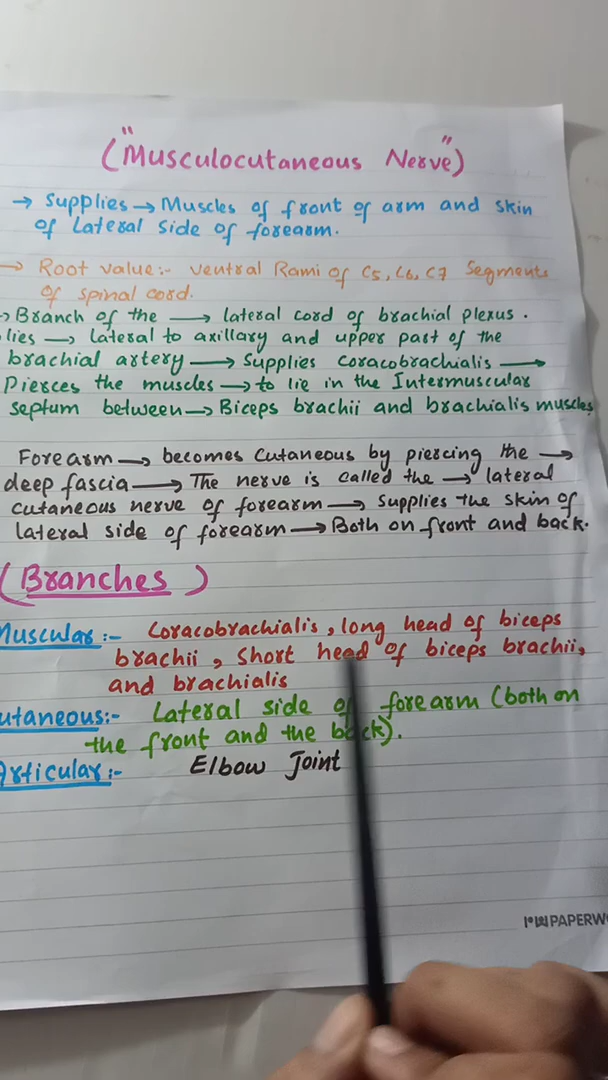 ("Musculocutaneous Nerve")
→ Supplies → Muscles of front of arm and skin
of Lateral side of forearm.
→ Root value:- ventral Rami of C5, C6, C7 Segments
of spinal cord.
→ Branch of the → lateral cord of brachial plexus.
lies → lateral to axillary and upper part of the
brachial artery → Supplies coracobrachialis →
Pierces the muscles → to lie in the Intermuscular
septum between → Biceps brachii and brachialis muscles
Forearm → becomes cutaneous by piercing the →
deep fascia → The nerve is called the → lateral
cutaneous nerve of forearm → Supplies the skin of
lateral side of forearm → Both on front and back.
(Branches)
Muscular:- Coracobrachialis, long head of biceps
brachii, short head of biceps brachii,
and brachialis
utaneous:- Lateral side of forearm (both on
the front and the back).
Articular:- Elbow Joint
PAPERW